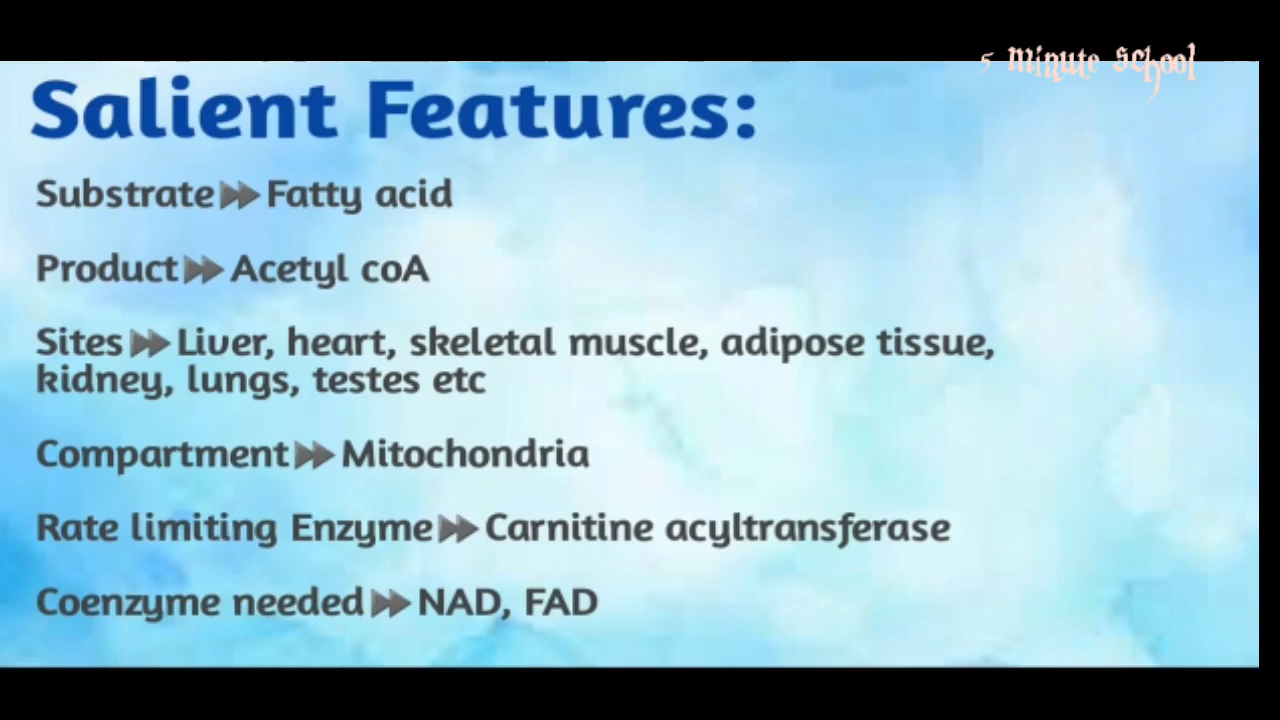 5 Minute School
Salient Features:
Substrate⏩Fatty acid
Product⏩Acetyl coA
Sites⏩Liver, heart, skeletal muscle, adipose tissue,
kidney, lungs, testes etc
Compartment⏩Mitochondria
Rate limiting Enzyme⏩Carnitine acyltransferase
Coenzyme needed⏩NAD, FAD